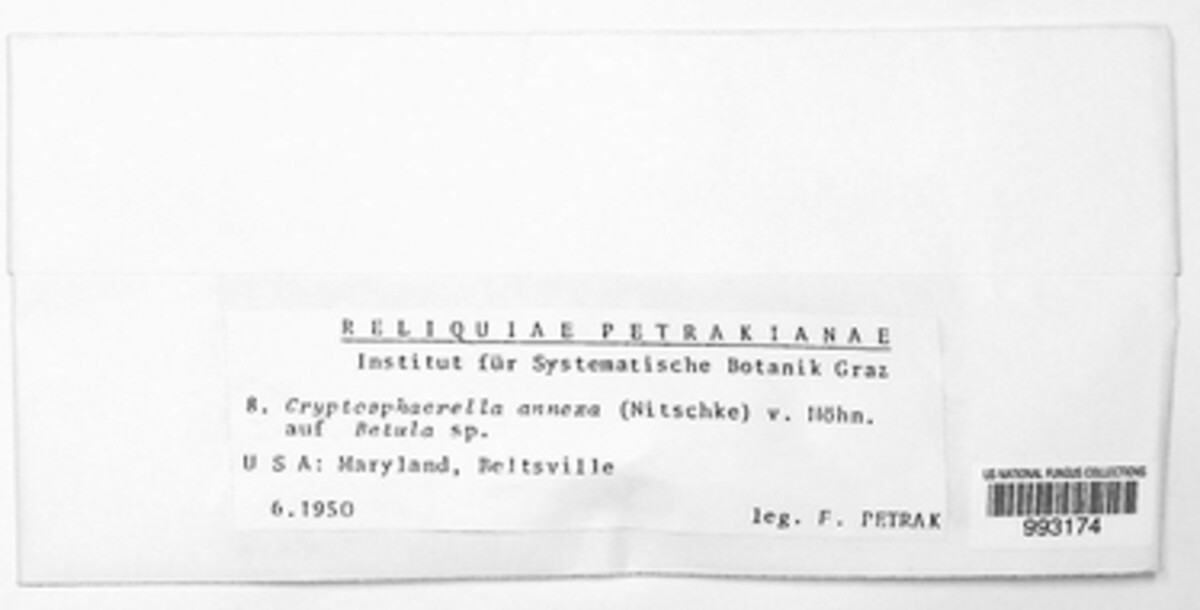 RELIQUIAE PETRAKIANAE
Institut für Systematische Botanik Graz
8. Cryptosphaerella annexa (Nitschke) v. Höhn.
auf Betula sp.
U S A: Maryland, Beltsville
6.1950
leg. F. PETRAK
US NATIONAL FUNGUS COLLECTIONS
993174